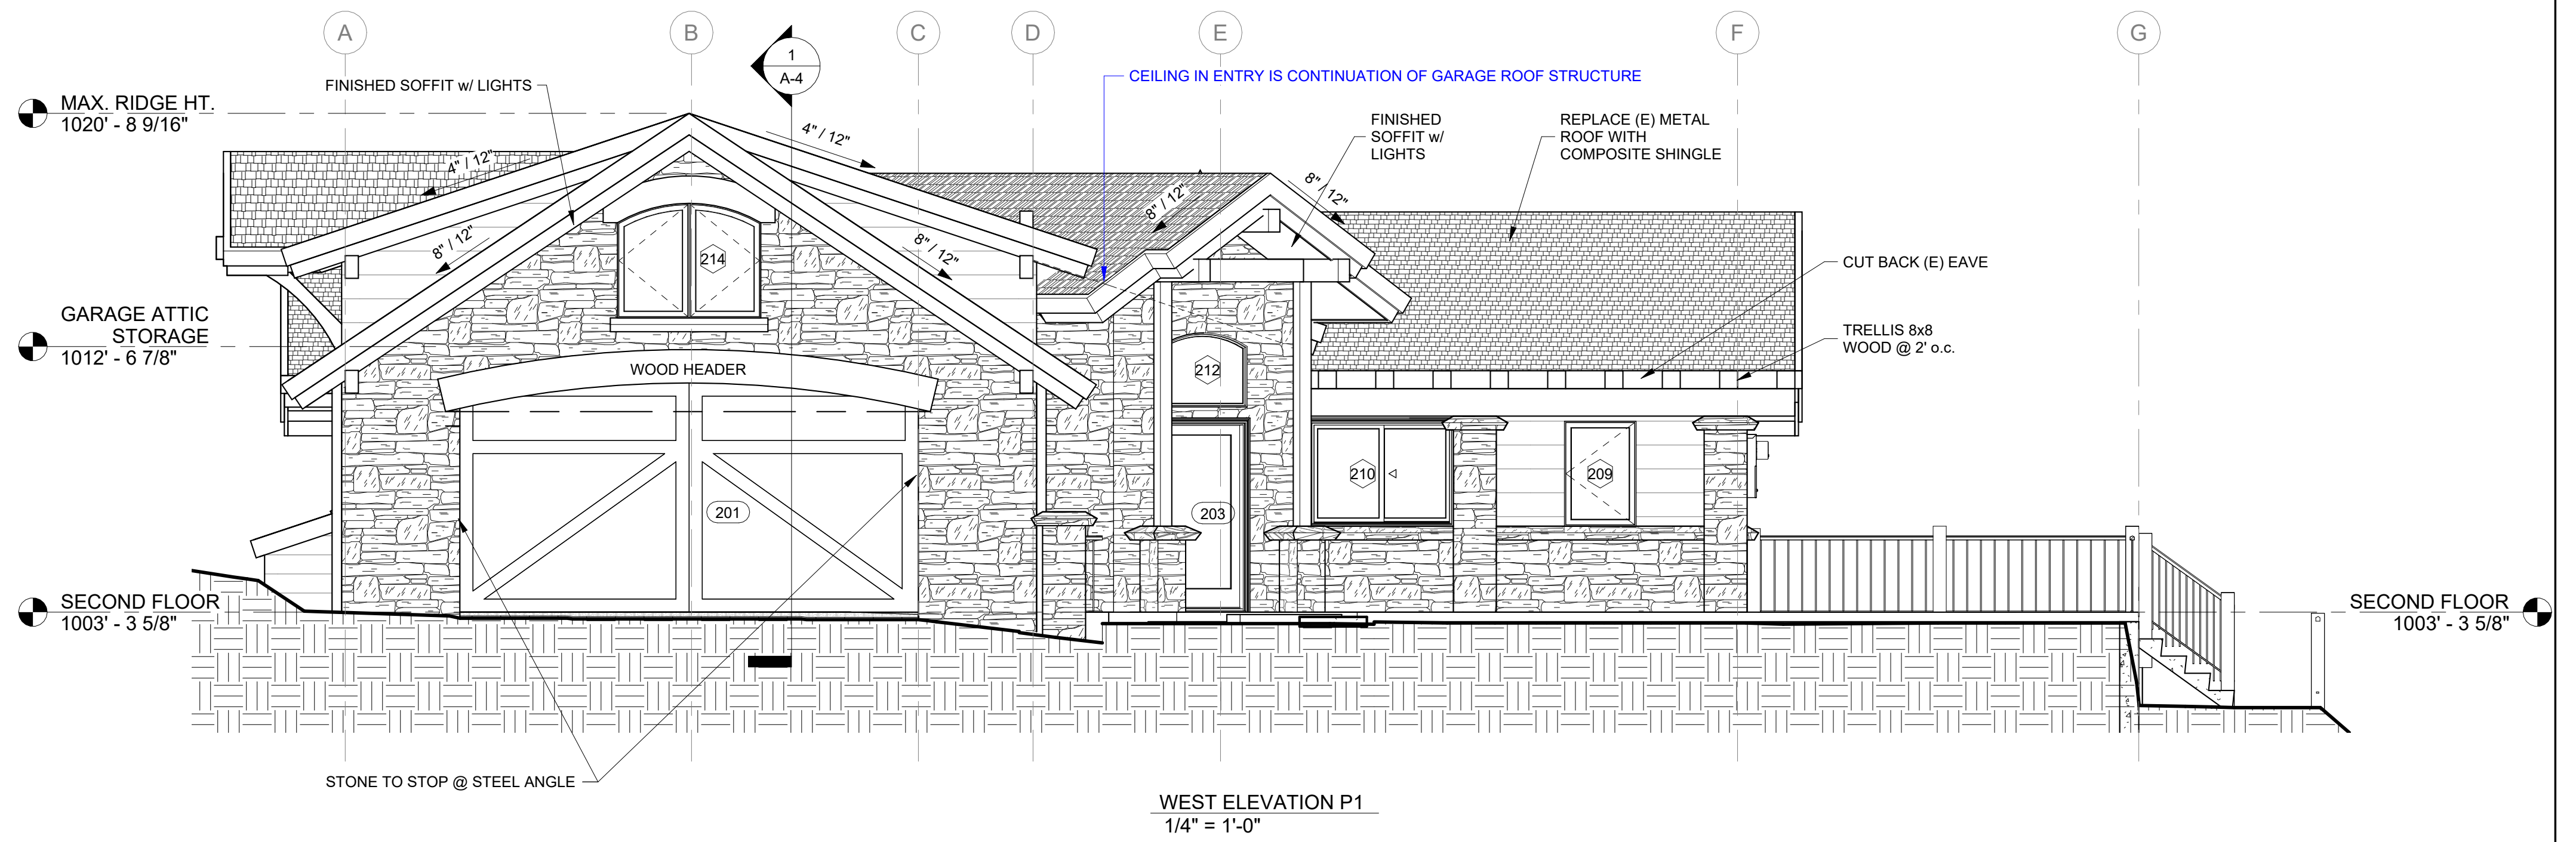 A
B
C
D
E
F
G
1
A-4
FINISHED SOFFIT w/ LIGHTS
CEILING IN ENTRY IS CONTINUATION OF GARAGE ROOF STRUCTURE
MAX. RIDGE HT.
1020' - 8 9/16"
4" / 12"
4" / 12"
FINISHED
SOFFIT w/
LIGHTS
REPLACE (E) METAL
ROOF WITH
COMPOSITE SHINGLE
8" / 12"
8" / 12"
8" / 12"
8" / 12"
214
CUT BACK (E) EAVE
GARAGE ATTIC
STORAGE
1012' - 6 7/8"
TRELLIS 8x8
WOOD @ 2' o.c.
WOOD HEADER
212
210
209
201
203
SECOND FLOOR
1003' - 3 5/8"
SECOND FLOOR
1003' - 3 5/8"
STONE TO STOP @ STEEL ANGLE
WEST ELEVATION P1
1/4" = 1'-0"